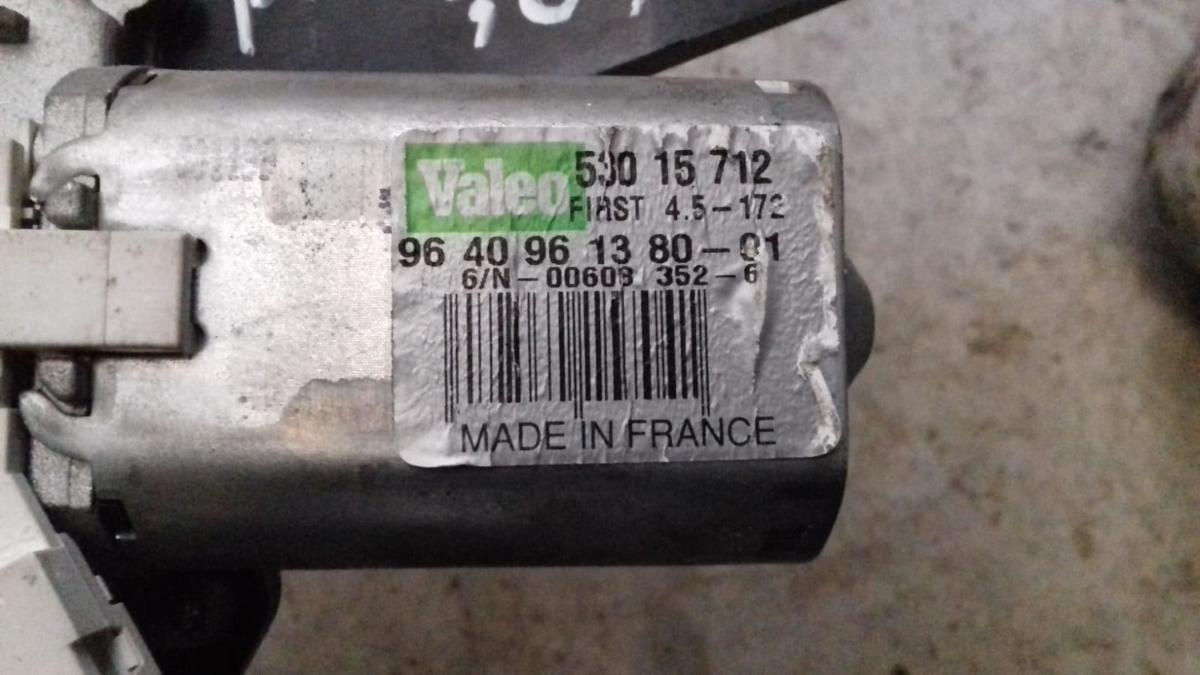 Valeo 530 15 712
FIRST 4.5-172
96 40 96 13 80-01
6/N-00603 352-6
MADE IN FRANCE